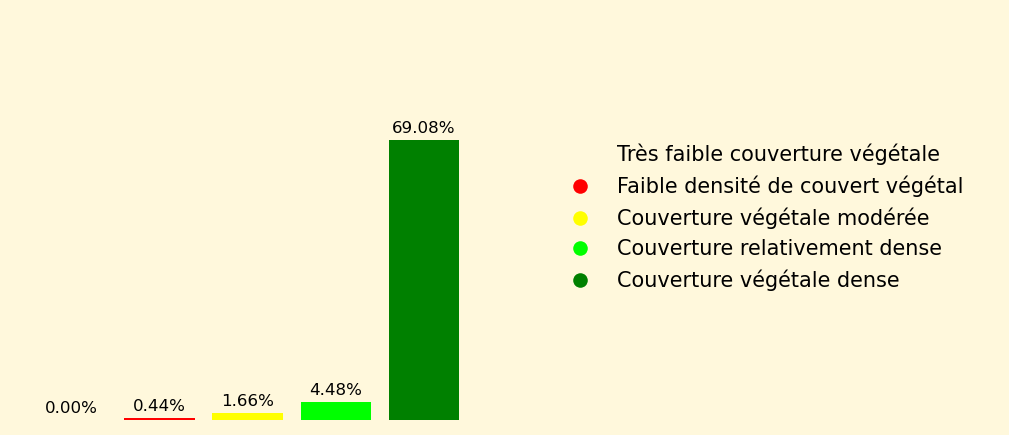 69.08%
4.48%
1.66%
0.44%
0.00%
Très faible couverture végétale
Faible densité de couvert végétal
Couverture végétale modérée
Couverture relativement dense
Couverture végétale dense